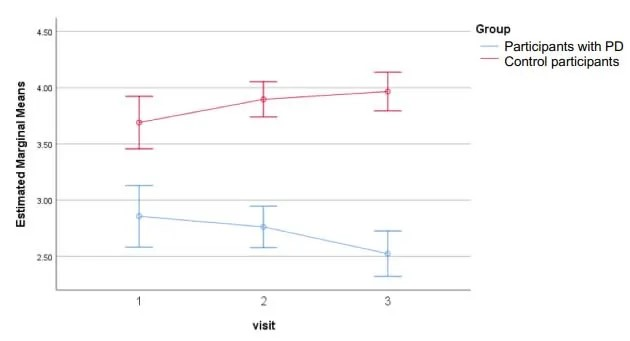 4.50
4.00
3.50
3.00
2.50
Estimated Marginal Means
1 2 3
visit
Group
Participants with PD
Control participants